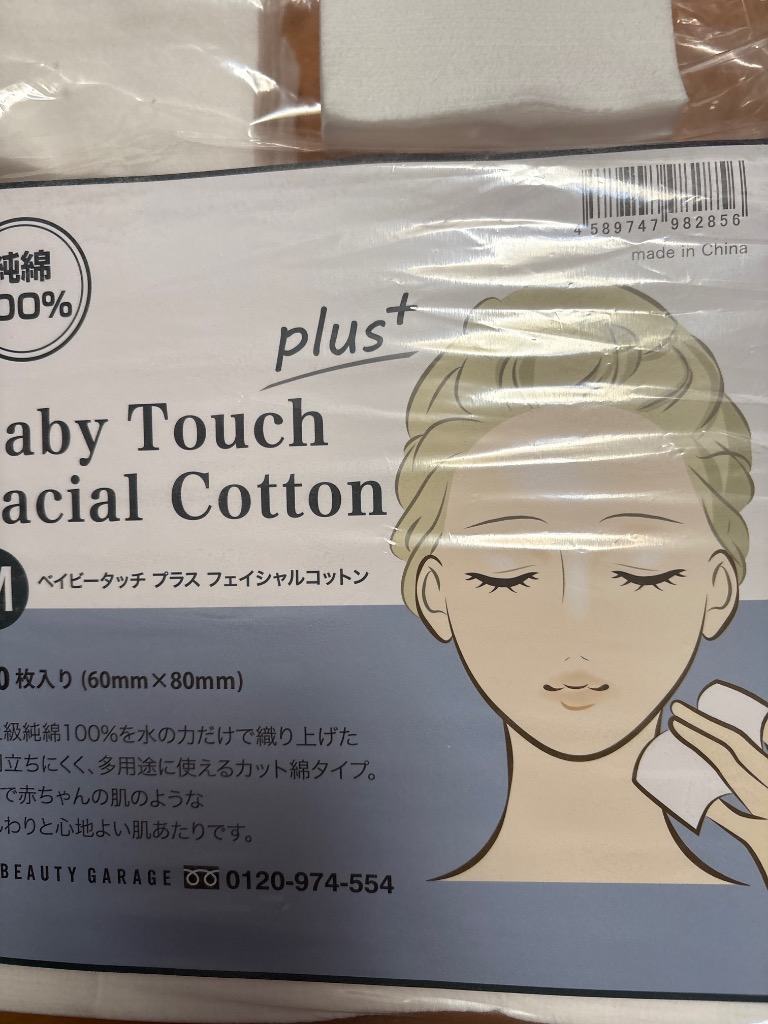 4 589747 982856
made in China
純綿
00%
plus+
aby Touch
acial Cotton
M
ベイビータッチ プラス フェイシャルコットン
0枚入り (60mm×80mm)
級純綿100%を水の力だけで織り上げた
立ちにくく、多用途に使えるカット綿タイプ。
で赤ちゃんの肌のような
わりと心地よい肌あたりです。
BEAUTY GARAGE 0120-974-554